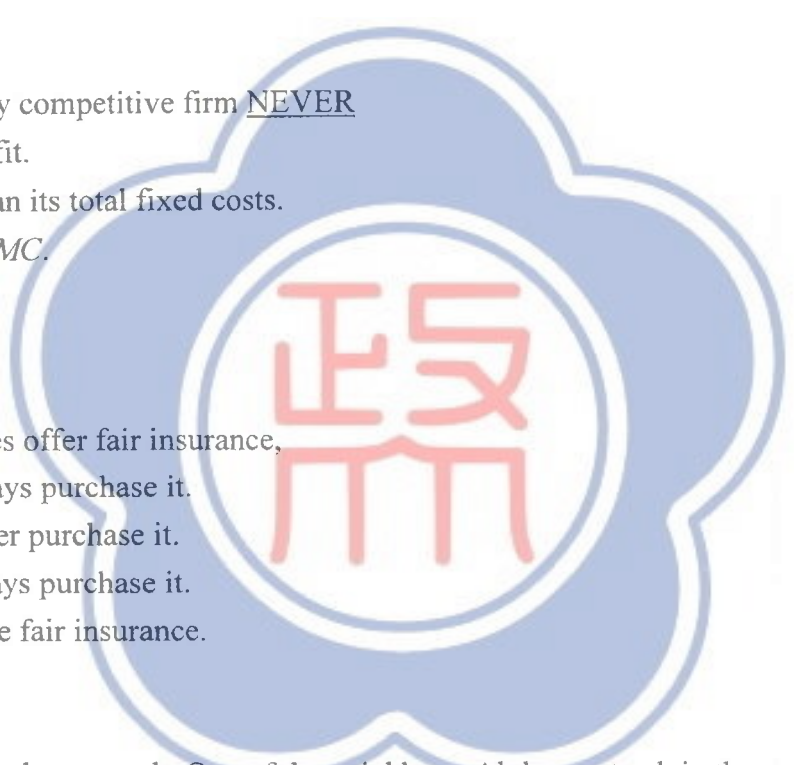 y competitive firm NEVER
fit.
an its total fixed costs.
MC.
政大
es offer fair insurance,
ays purchase it.
er purchase it.
ays purchase it.
e fair insurance.